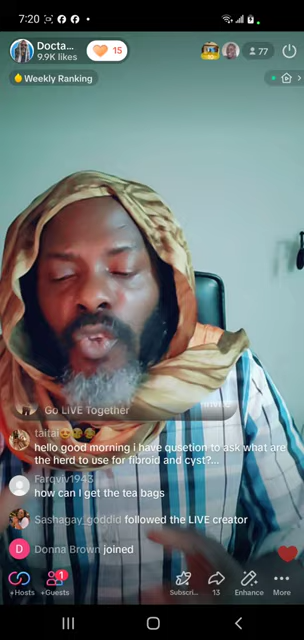 7:20
Docta...
9.9K likes
15
77
Weekly Ranking
Go LIVE Together
taitai
hello good morning i have qusetion to ask what are
the herd to use for fibroid and cyst?...
Farqviv1943
how can I get the tea bags
Sashagay_goddid followed the LIVE creator
D
Donna Brown joined
+Hosts
1
+Guests
Subscri...
13
Enhance
More